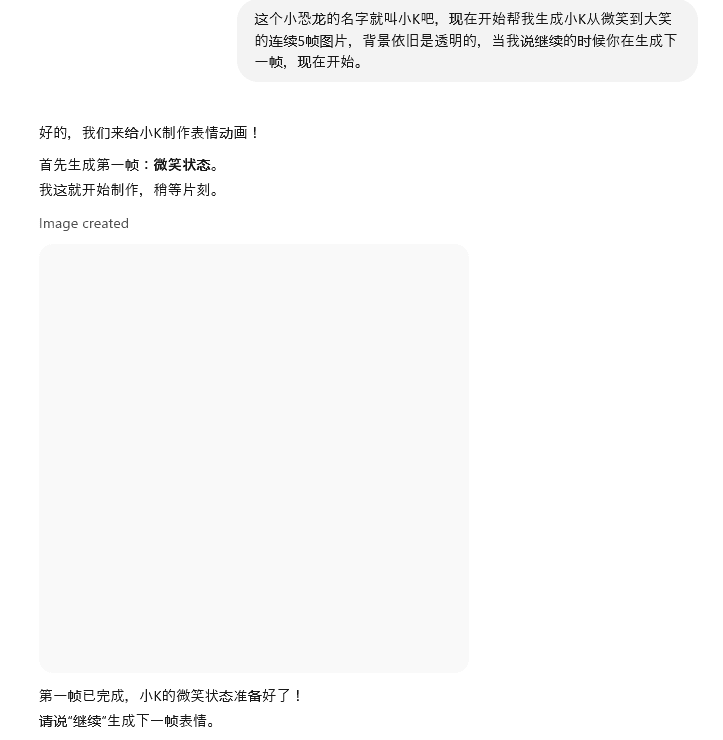 这个小恐龙的名字就叫小K吧，现在开始帮我生成小K从微笑到大笑
的连续5帧图片，背景依旧是透明的，当我说继续的时候你在生成下
一帧，现在开始。
好的，我们来给小K制作表情动画！
首先生成第一帧：微笑状态。
我这就开始制作，稍等片刻。
Image created
第一帧已完成，小K的微笑状态准备好了！
请说“继续”生成下一帧表情。